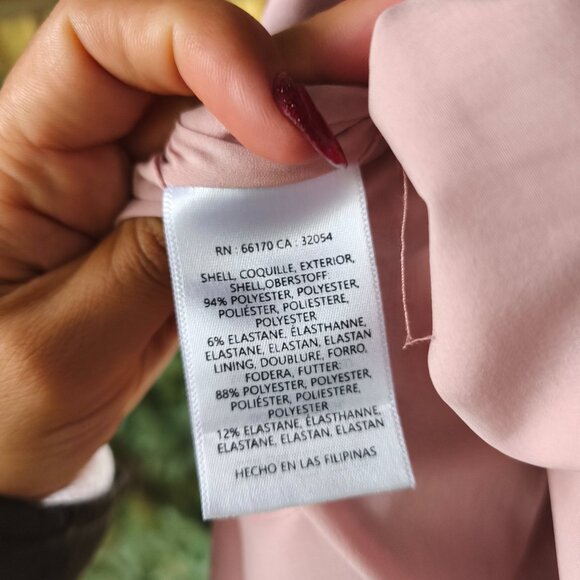 RN : 66170 CA : 32054
SHELL, COQUILLE, EXTERIOR,
SHELL,OBERSTOFF:
94% POLYESTER, POLYESTER,
POLIÉSTER, POLIESTERE,
POLYESTER
6% ELASTANE, ÉLASTHANNE,
ELASTANE, ELASTAN, ELASTAN
LINING, DOUBLURE, FORRO,
FODERA, FUTTER:
88% POLYESTER, POLYESTER,
POLIÉSTER, POLIESTERE,
POLYESTER
12% ELASTANE, ÉLASTHANNE,
ELASTANE, ELASTAN, ELASTAN
HECHO EN LAS FILIPINAS